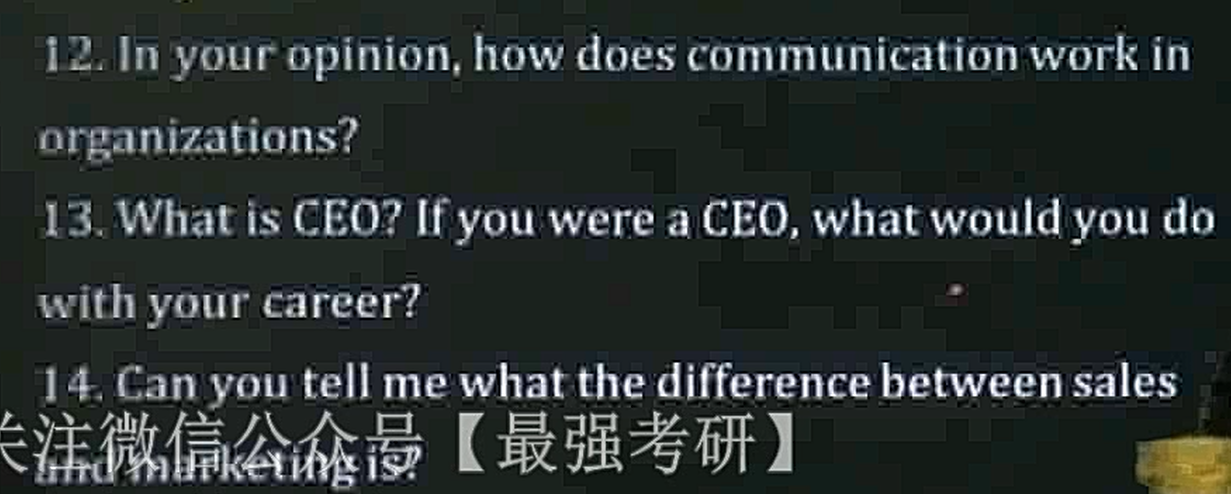 12. In your opinion, how does communication work in
organizations?
13. What is CEO? If you were a CEO, what would you do
with your career?
14. Can you tell me what the difference between sales
关注微信公众号【最强考研】
and marketing is?